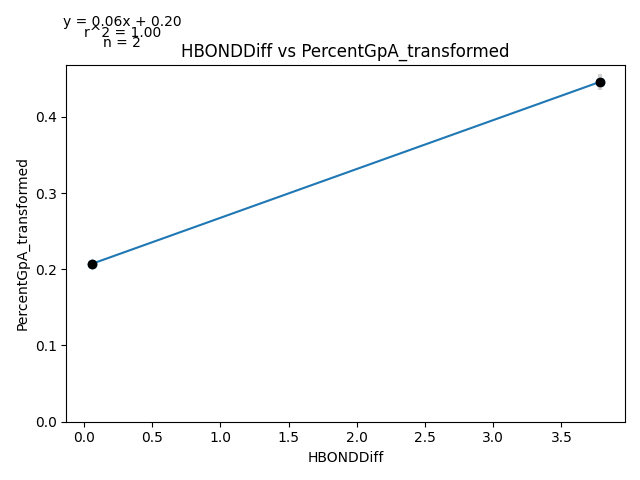 y = 0.06x + 0.20
r^2 = 1.00
n = 2
HBONDDiff vs PercentGpA_transformed
PercentGpA_transformed
0.4
0.3
0.2
0.1
0.0
0.0 0.5 1.0 1.5 2.0 2.5 3.0 3.5
HBONDDiff